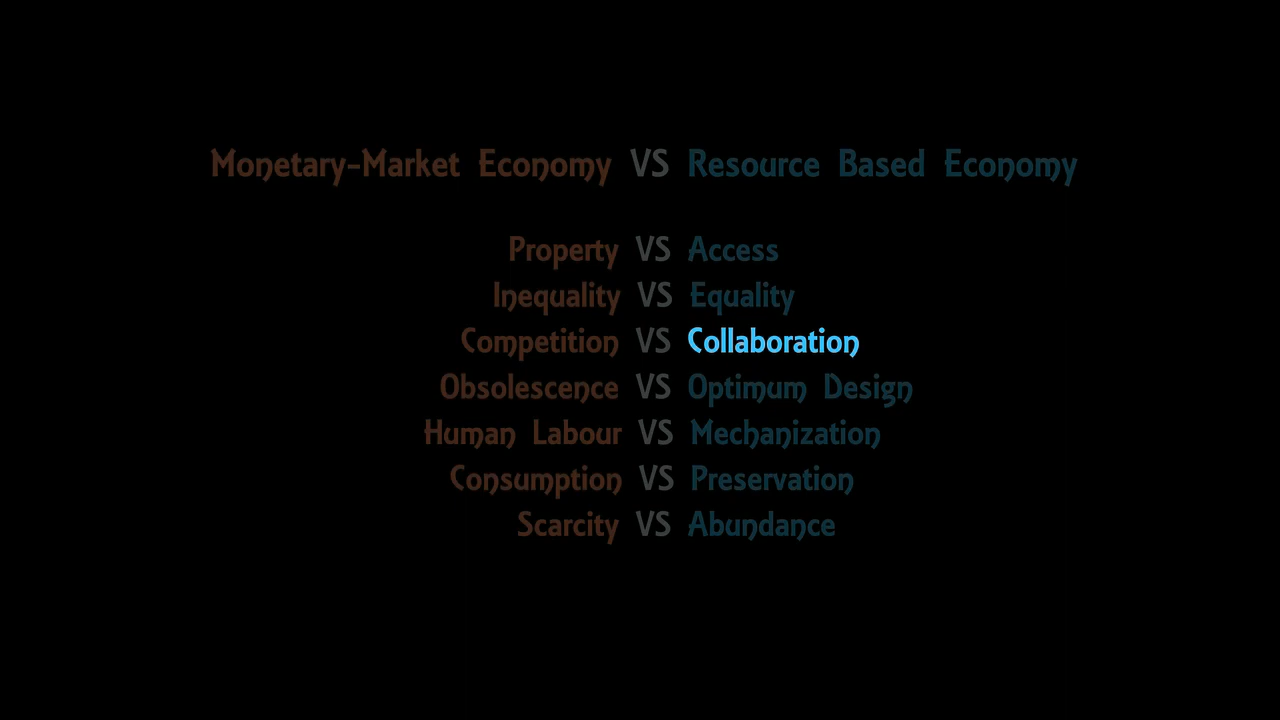 Monetary-Market Economy VS Resource Based Economy
Property VS Access
Inequality VS Equality
Competition VS Collaboration
Obsolescence VS Optimum Design
Human Labour VS Mechanization
Consumption VS Preservation
Scarcity VS Abundance